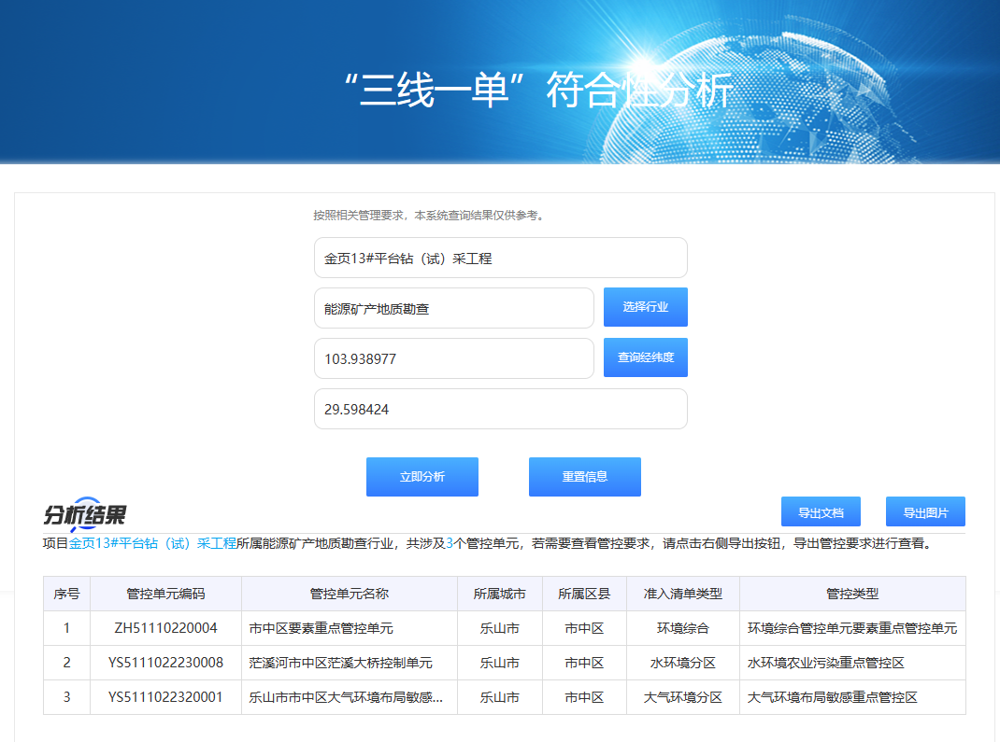 “三线一单”符合性分析
按照相关管理要求，本系统查询结果仅供参考。
金页13#平台钻（试）采工程
能源矿产地质勘查 选择行业
103.938977 查询经纬度
29.598424
立即分析 重置信息
分析结果 导出文档 导出图片
项目金页13#平台钻（试）采工程所属能源矿产地质勘查行业，共涉及3个管控单元，若需要查看管控要求，请点击右侧导出按钮，导出管控要求进行查看。
序号 管控单元编码 管控单元名称 所属城市 所属区县 准入清单类型 管控类型
1 ZH51110220004 市中区要素重点管控单元 乐山市 市中区 环境综合 环境综合管控单元要素重点管控单元
2 YS5111022230008 茫溪河市中区茫溪大桥控制单元 乐山市 市中区 水环境分区 水环境农业污染重点管控区
3 YS5111022320001 乐山市市中区大气环境布局敏感... 乐山市 市中区 大气环境分区 大气环境布局敏感重点管控区